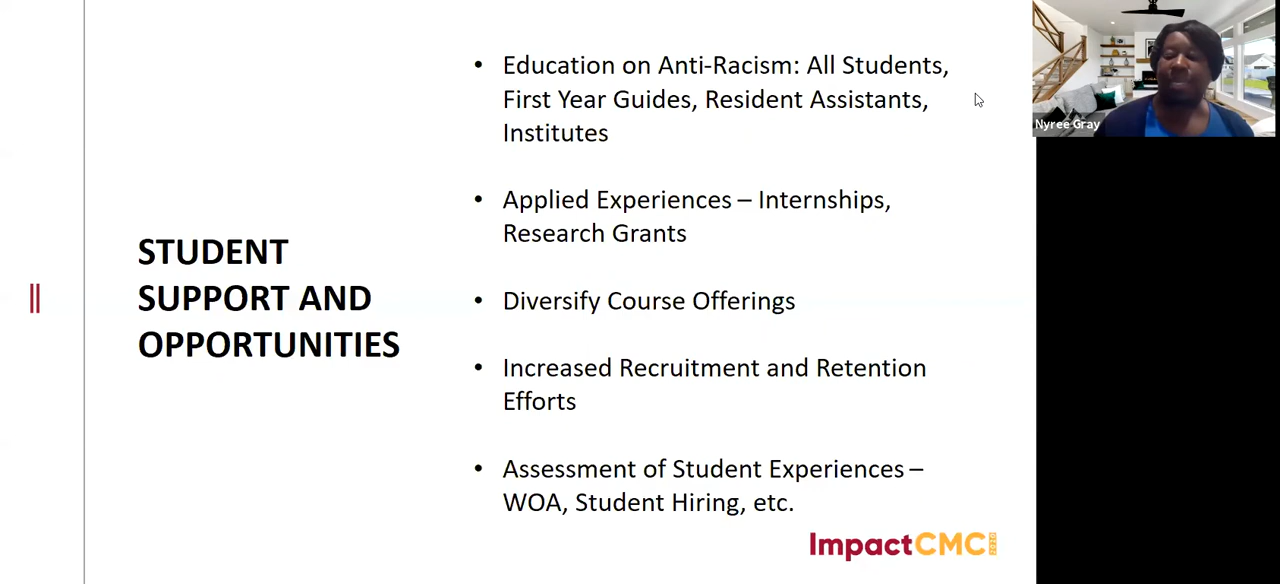 STUDENT
SUPPORT AND
OPPORTUNITIES
• Education on Anti-Racism: All Students,
First Year Guides, Resident Assistants,
Institutes
• Applied Experiences – Internships,
Research Grants
• Diversify Course Offerings
• Increased Recruitment and Retention
Efforts
• Assessment of Student Experiences –
WOA, Student Hiring, etc.
ImpactCMC
Nyree Gray